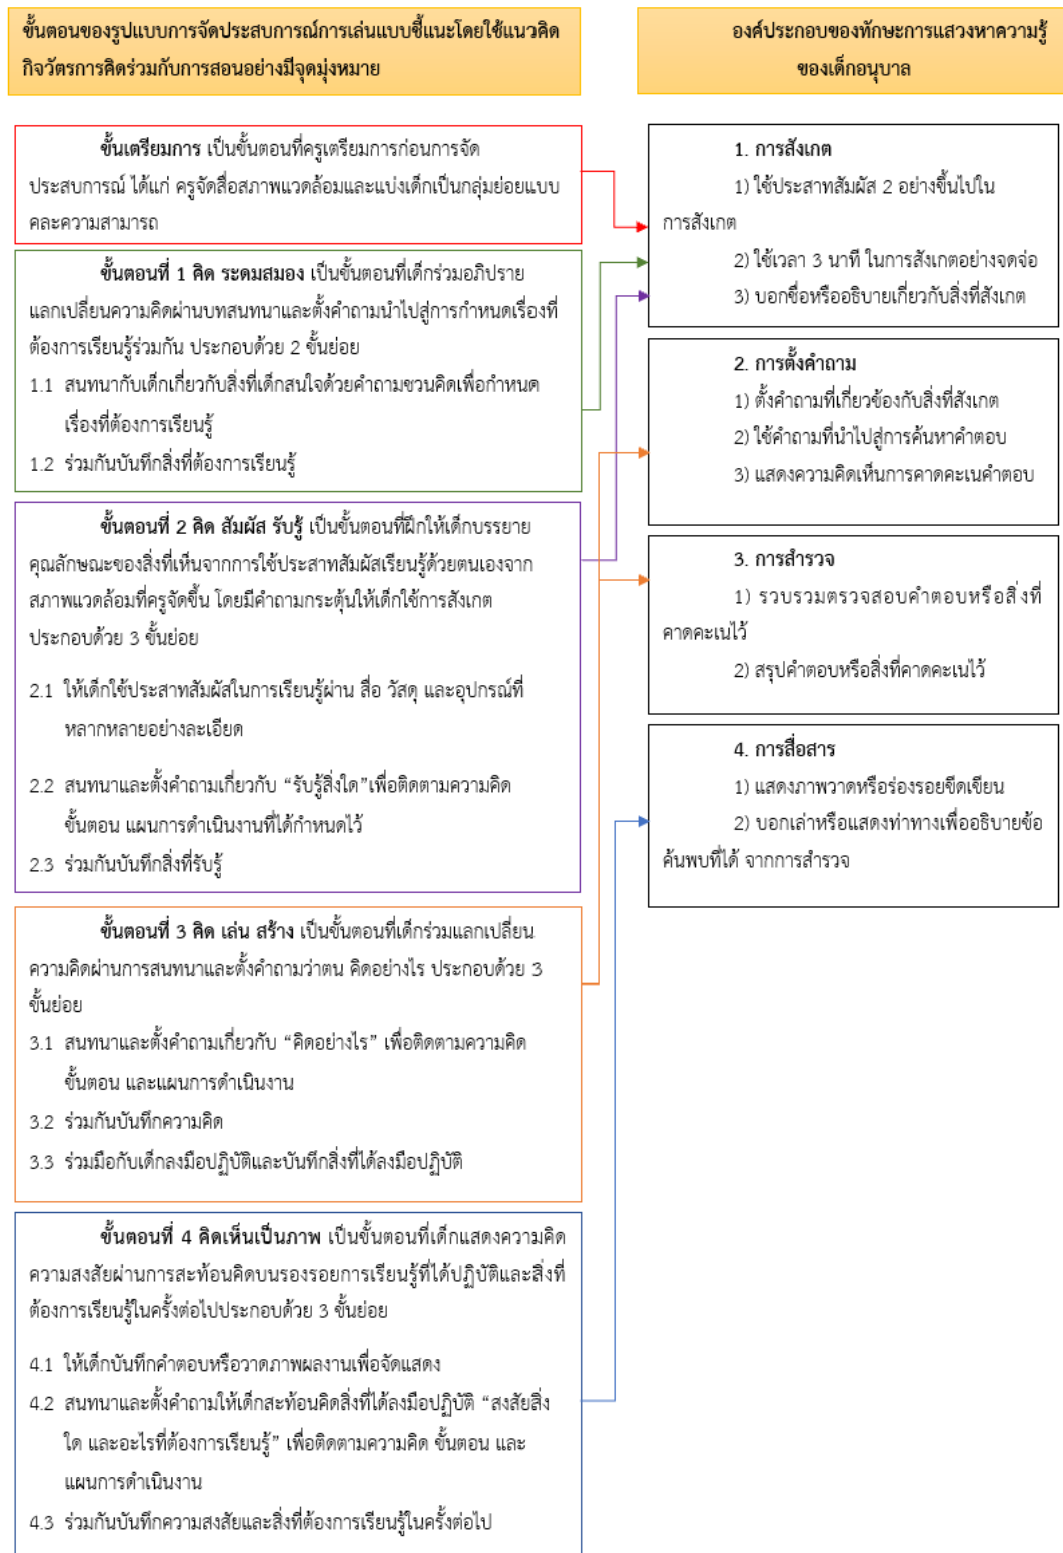 ขั้นตอนของรูปแบบการจัดประสบการณ์การเล่นแบบชี้แนะโดยใช้แนวคิด
กิจวัตรการคิดร่วมกับการสอนอย่างมีจุดมุ่งหมาย
ขั้นเตรียมการ เป็นขั้นตอนที่ครูเตรียมการก่อนการจัด
ประสบการณ์ ได้แก่ ครูจัดสื่อสภาพแวดล้อมและแบ่งเด็กเป็นกลุ่มย่อยแบบ
คละความสามารถ
ขั้นตอนที่ 1 คิด ระดมสมอง เป็นขั้นตอนที่เด็กร่วมอภิปราย
แลกเปลี่ยนความคิดผ่านบทสนทนาและตั้งคำถามนำไปสู่การกำหนดเรื่องที่
ต้องการเรียนรู้ร่วมกัน ประกอบด้วย 2 ขั้นย่อย
1.1 สนทนากับเด็กเกี่ยวกับสิ่งที่เด็กสนใจด้วยคำถามชวนคิดเพื่อกำหนด
เรื่องที่ต้องการเรียนรู้
1.2 ร่วมกันบันทึกสิ่งที่ต้องการเรียนรู้
ขั้นตอนที่ 2 คิด สัมผัส รับรู้ เป็นขั้นตอนที่ฝึกให้เด็กบรรยาย
คุณลักษณะของสิ่งที่เห็นจากการใช้ประสาทสัมผัสเรียนรู้ด้วยตนเองจาก
สภาพแวดล้อมที่ครูจัดขึ้น โดยมีคำถามกระตุ้นให้เด็กใช้การสังเกต
ประกอบด้วย 3 ขั้นย่อย
2.1 ให้เด็กใช้ประสาทสัมผัสในการเรียนรู้ผ่าน สื่อ วัสดุ และอุปกรณ์ที่
หลากหลายอย่างละเอียด
2.2 สนทนาและตั้งคำถามเกี่ยวกับ “รับรู้สิ่งใด”เพื่อติดตามความคิด
ขั้นตอน แผนการดำเนินงานที่ได้กำหนดไว้
2.3 ร่วมกันบันทึกสิ่งที่รับรู้
ขั้นตอนที่ 3 คิด เล่น สร้าง เป็นขั้นตอนที่เด็กร่วมแลกเปลี่ยน
ความคิดผ่านการสนทนาและตั้งคำถามว่าตน คิดอย่างไร ประกอบด้วย 3
ขั้นย่อย
3.1 สนทนาและตั้งคำถามเกี่ยวกับ “คิดอย่างไร” เพื่อติดตามความคิด
ขั้นตอน และแผนการดำเนินงาน
3.2 ร่วมกันบันทึกความคิด
3.3 ร่วมมือกับเด็กลงมือปฏิบัติและบันทึกสิ่งที่ได้ลงมือปฏิบัติ
ขั้นตอนที่ 4 คิดเห็นเป็นภาพ เป็นขั้นตอนที่เด็กแสดงความคิด
ความสงสัยผ่านการสะท้อนคิดบนรองรอยการเรียนรู้ที่ได้ปฏิบัติและสิ่งที่
ต้องการเรียนรู้ในครั้งต่อไปประกอบด้วย 3 ขั้นย่อย
4.1 ให้เด็กบันทึกคำตอบหรือวาดภาพผลงานเพื่อจัดแสดง
4.2 สนทนาและตั้งคำถามให้เด็กสะท้อนคิดสิ่งที่ได้ลงมือปฏิบัติ “สงสัยสิ่ง
ใด และอะไรที่ต้องการเรียนรู้” เพื่อติดตามความคิด ขั้นตอน และ
แผนการดำเนินงาน
4.3 ร่วมกันบันทึกความสงสัยและสิ่งที่ต้องการเรียนรู้ในครั้งต่อไป
องค์ประกอบของทักษะการแสวงหาความรู้
ของเด็กอนุบาล
1. การสังเกต
1) ใช้ประสาทสัมผัส 2 อย่างขึ้นไปใน
การสังเกต
2) ใช้เวลา 3 นาที ในการสังเกตอย่างจดจ่อ
3) บอกชื่อหรืออธิบายเกี่ยวกับสิ่งที่สังเกต
2. การตั้งคำถาม
1) ตั้งคำถามที่เกี่ยวข้องกับสิ่งที่สังเกต
2) ใช้คำถามที่นำไปสู่การค้นหาคำตอบ
3) แสดงความคิดเห็นการคาดคะเนคำตอบ
3. การสำรวจ
1) รวบรวมตรวจสอบคำตอบหรือสิ่งที่
คาดคะเนไว้
2) สรุปคำตอบหรือสิ่งที่คาดคะเนไว้
4. การสื่อสาร
1) แสดงภาพวาดหรือร่องรอยขีดเขียน
2) บอกเล่าหรือแสดงท่าทางเพื่ออธิบายข้อ
ค้นพบที่ได้ จากการสำรวจ